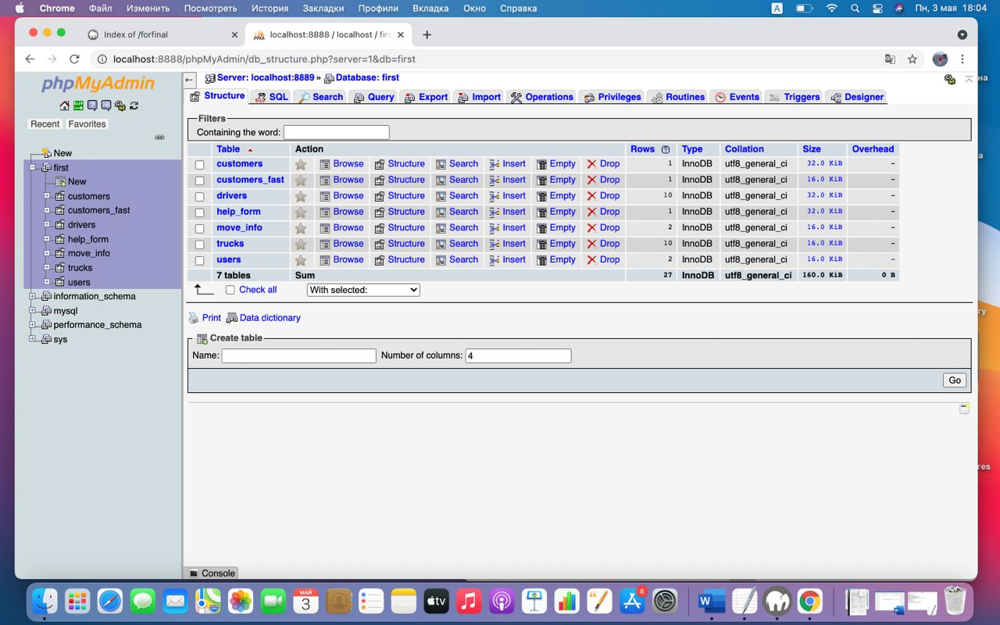 Chrome Файл Изменить Посмотреть История Закладки Профили Вкладка Окно Справка A Пн, 3 мая 18:04
Index of /forfinal
PMA localhost:8888 / localhost / firs
localhost:8888/phpMyAdmin/db_structure.php?server=1&db=first
phpMyAdmin
Recent Favorites
New
first
New
customers
customers_fast
drivers
help_form
move_info
trucks
users
information_schema
mysql
performance_schema
sys
Server: localhost:8889 » Database: first
Structure SQL Search Query Export Import Operations Privileges Routines Events Triggers Designer
Filters
Containing the word:
Table Action Rows Type Collation Size Overhead
customers Browse Structure Search Insert Empty Drop 1 InnoDB utf8_general_ci 32.0 KiB -
customers_fast Browse Structure Search Insert Empty Drop 1 InnoDB utf8_general_ci 16.0 KiB -
drivers Browse Structure Search Insert Empty Drop 10 InnoDB utf8_general_ci 32.0 KiB -
help_form Browse Structure Search Insert Empty Drop 1 InnoDB utf8_general_ci 32.0 KiB -
move_info Browse Structure Search Insert Empty Drop 2 InnoDB utf8_general_ci 16.0 KiB -
trucks Browse Structure Search Insert Empty Drop 10 InnoDB utf8_general_ci 16.0 KiB -
users Browse Structure Search Insert Empty Drop 2 InnoDB utf8_general_ci 16.0 KiB -
7 tables Sum 27 InnoDB utf8_general_ci 160.0 KiB 0 B
Check all With selected:
Print Data dictionary
Create table
Name: Number of columns: 4
Go
Console
на
а
ry
res
МАЙ
3
tv
6
W